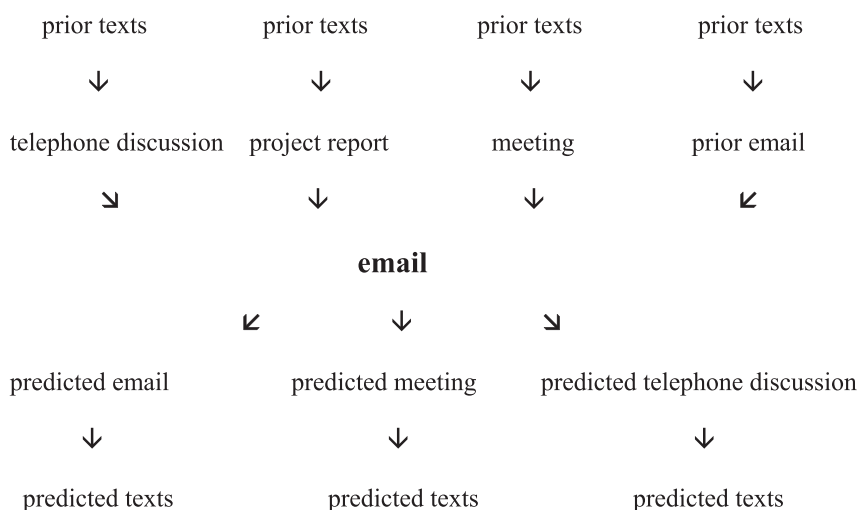 prior texts prior texts prior texts prior texts
↓ ↓ ↓ ↓
telephone discussion project report meeting prior email
↘ ↓ ↓ ↙
email
↙ ↓ ↘
predicted email predicted meeting predicted telephone discussion
↓ ↓ ↓
predicted texts predicted texts predicted texts